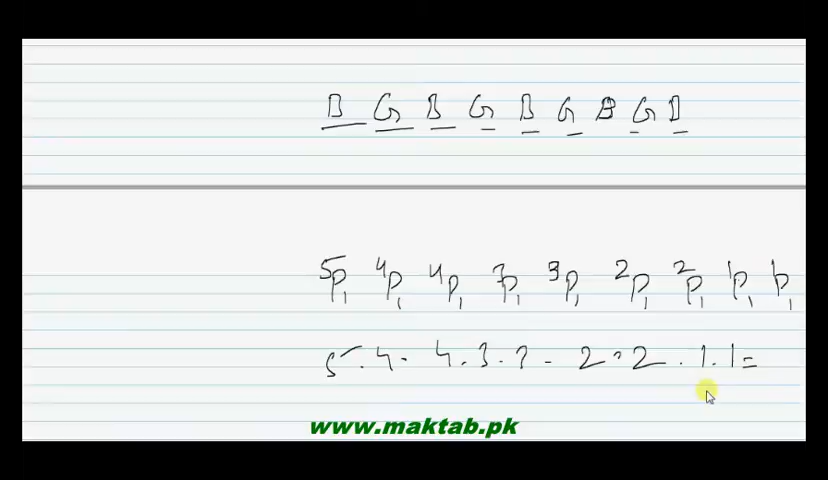 B G B G B G B G B
⁵P₁ ⁴P₁ ⁴P₁ ³P₁ ³P₁ ²P₁ ²P₁ ¹P₁ ¹P₁
5 . 4 . 4 . 3 . 3 . 2 . 2 . 1 . 1 =
www.maktab.pk